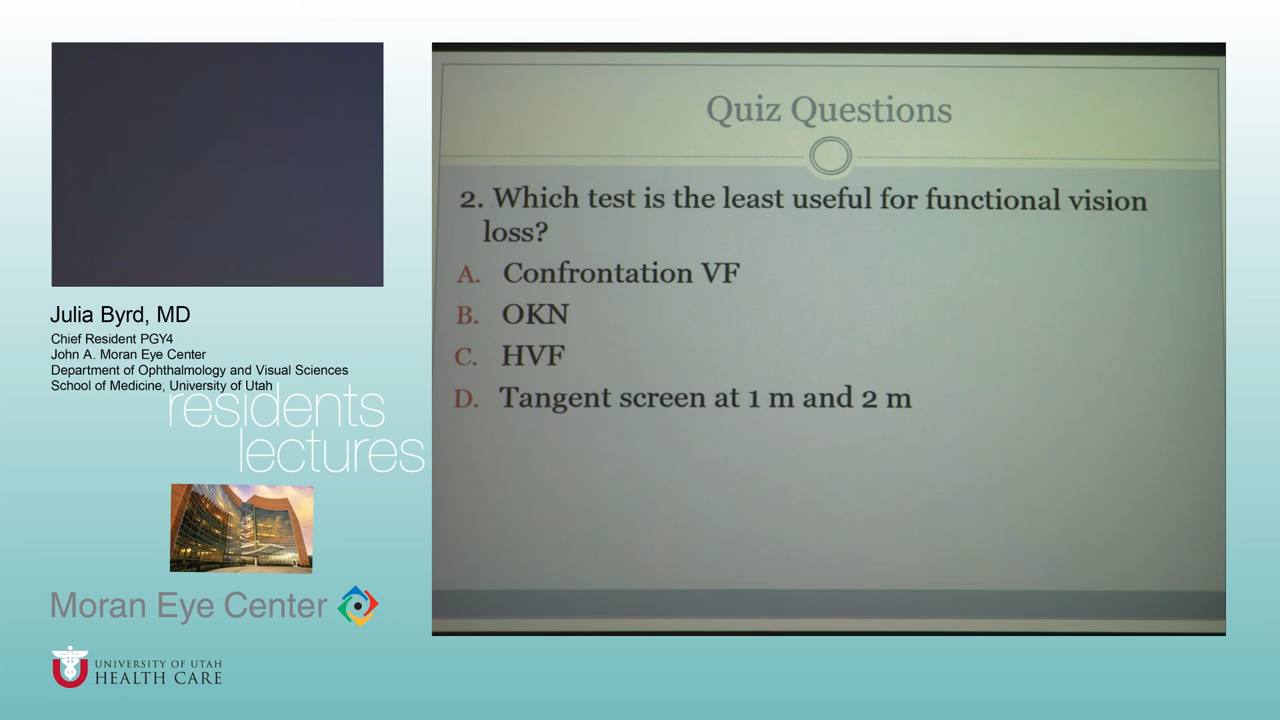 Quiz Questions
2. Which test is the least useful for functional vision
loss?
A. Confrontation VF
B. OKN
C. HVF
D. Tangent screen at 1 m and 2 m
Julia Byrd, MD
Chief Resident PGY4
John A. Moran Eye Center
Department of Ophthalmology and Visual Sciences
School of Medicine, University of Utah
residents
lectures
Moran Eye Center
UNIVERSITY OF UTAH
HEALTH CARE